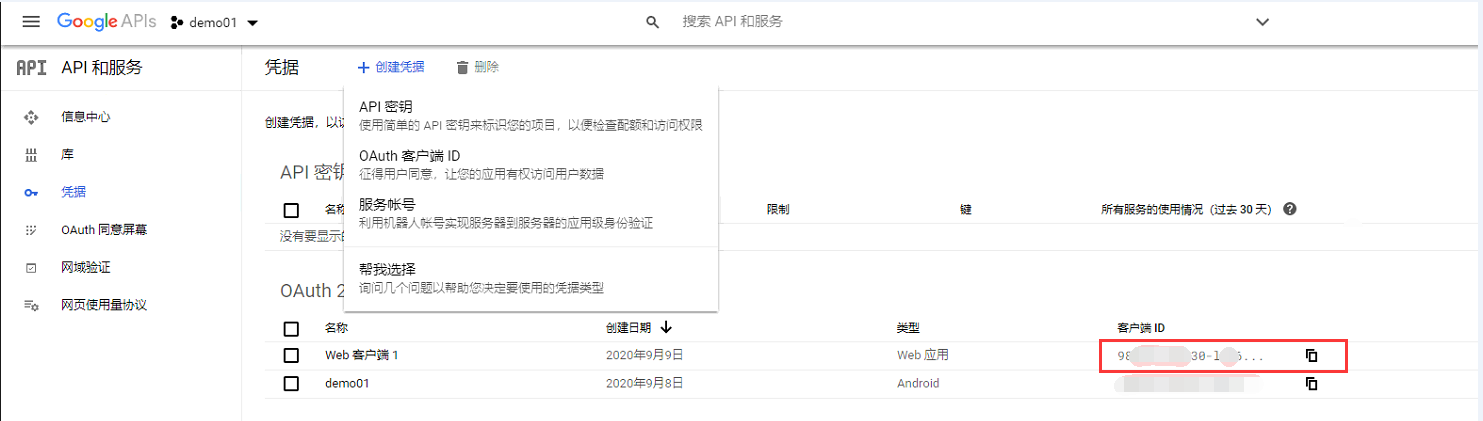 Google APIs demo01 搜索 API 和服务
API API 和服务 凭据 创建凭据 删除
信息中心
库
凭据
OAuth 同意屏幕
网域验证
网页使用量协议
创建凭据，以
API 密钥
使用简单的 API 密钥来标识您的项目，以便检查配额和访问权限
OAuth 客户端 ID
征得用户同意，让您的应用有权访问用户数据
服务帐号
利用机器人帐号实现服务器到服务器的应用级身份验证
帮我选择
询问几个问题以帮助您决定要使用的凭据类型
API 密钥
名称 限制 键 所有服务的使用情况（过去 30 天）
没有要显示的
OAuth 2
名称 创建日期 类型 客户端 ID
Web 客户端 1 2020年9月9日 Web 应用 98 30-l 6...
demo01 2020年9月8日 Android